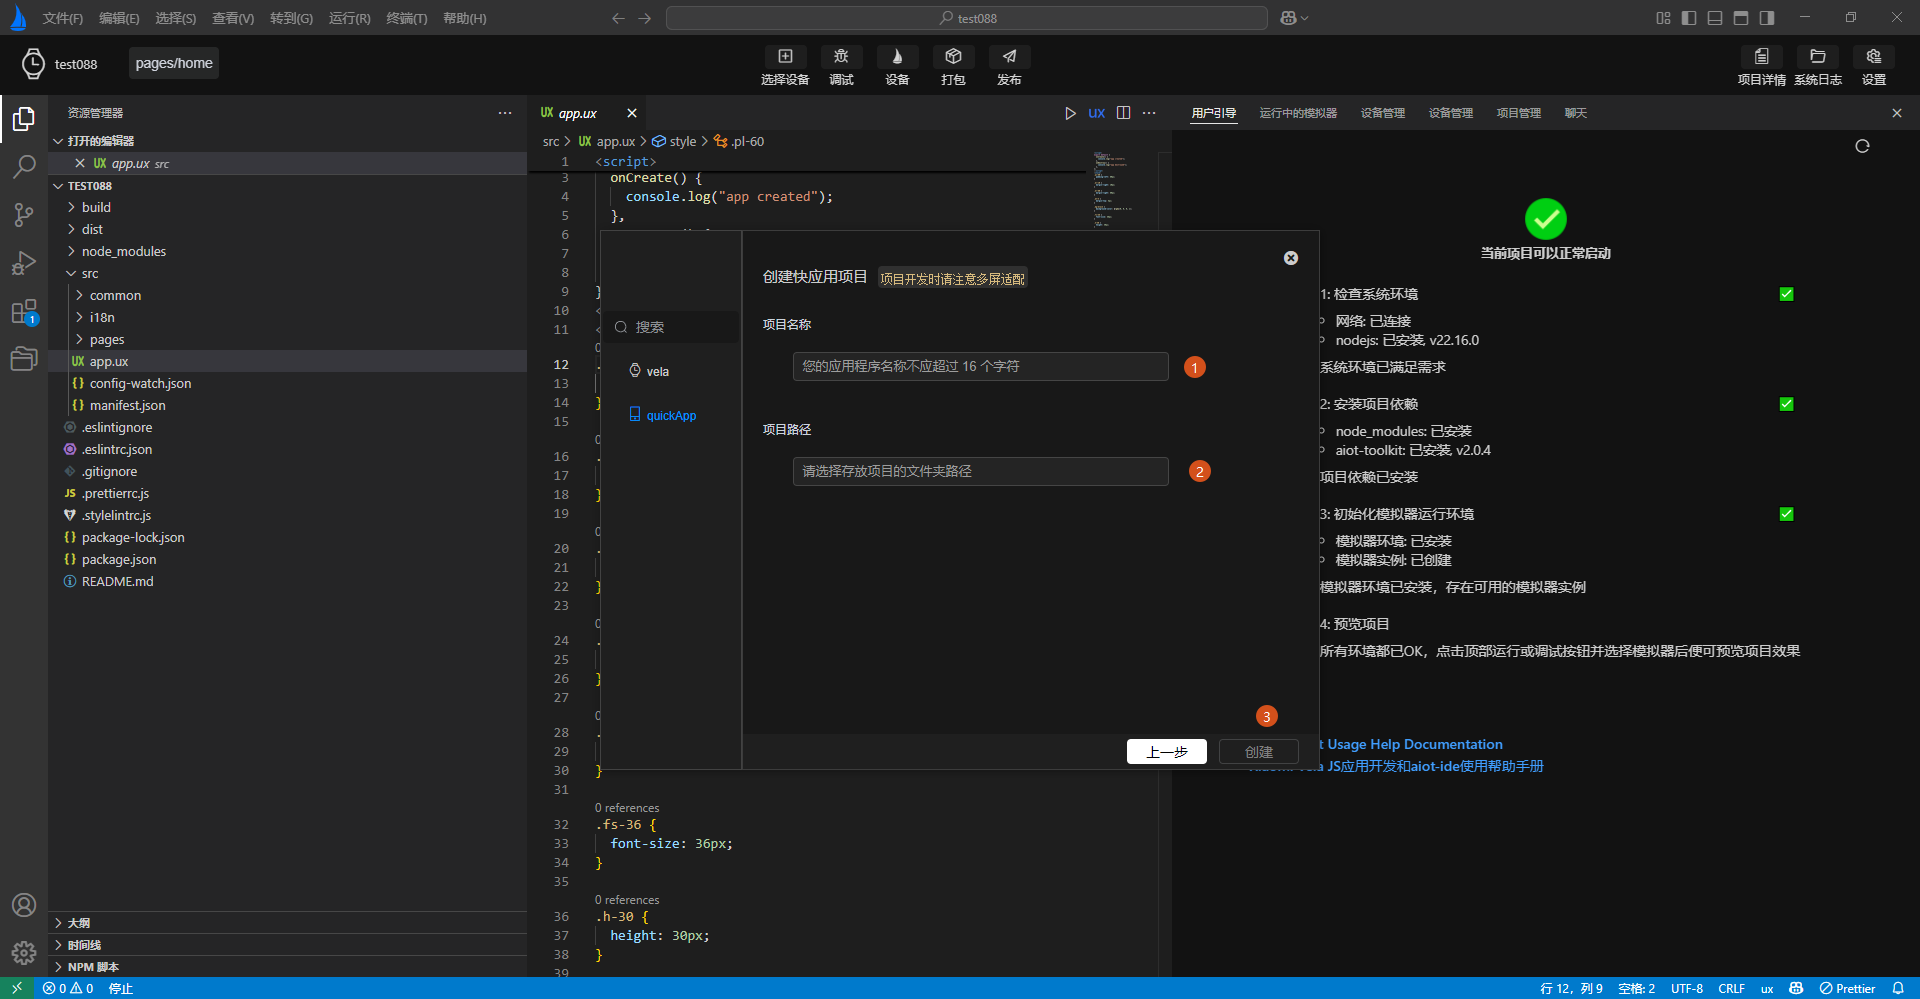 文件(F) 编辑(E) 选择(S) 查看(V) 转到(G) 运行(R) 终端(T) 帮助(H) test088
test088 pages/home 选择设备 调试 设备 打包 发布 项目详情 系统日志 设置
资源管理器
打开的编辑器
UX app.ux src
TEST088
build
dist
node_modules
src
common
i18n
pages
UX app.ux
{} config-watch.json
{} manifest.json
.eslintignore
.eslintrc.json
.gitignore
JS .prettierrc.js
.stylelintrc.js
{} package-lock.json
{} package.json
README.md
大纲
时间线
NPM 脚本
UX app.ux UX
src > UX app.ux > style > .pl-60
1 <script>
3 onCreate() {
4 console.log("app created");
5 },
6
7
8
9 }
10 <
11 <
12 .
13
14 }
15
16 .
17
18 }
19
20 .
21
22 }
23
24 .
25
26 }
27
28 .
29
30 }
31
0 references
32 .fs-36 {
33 font-size: 36px;
34 }
35
0 references
36 .h-30 {
37 height: 30px;
38 }
39
搜索
vela
quickApp
创建快应用项目 项目开发时请注意多屏适配
项目名称
您的应用程序名称不应超过 16 个字符 1
项目路径
请选择存放项目的文件夹路径 2
3
上一步 创建
用户引导 运行中的模拟器 设备管理 设备管理 项目管理 聊天
当前项目可以正常启动
1: 检查系统环境
网络: 已连接
nodejs: 已安装, v22.16.0
系统环境已满足需求
2: 安装项目依赖
node_modules: 已安装
aiot-toolkit: 已安装, v2.0.4
项目依赖已安装
3: 初始化模拟器运行环境
模拟器环境: 已安装
模拟器实例: 已创建
模拟器环境已安装，存在可用的模拟器实例
4: 预览项目
所有环境都已OK，点击顶部运行或调试按钮并选择模拟器后便可预览项目效果
t Usage Help Documentation
JS应用开发和aiot-ide使用帮助手册
0 0 停止 行 12，列 9 空格: 2 UTF-8 CRLF ux Prettier